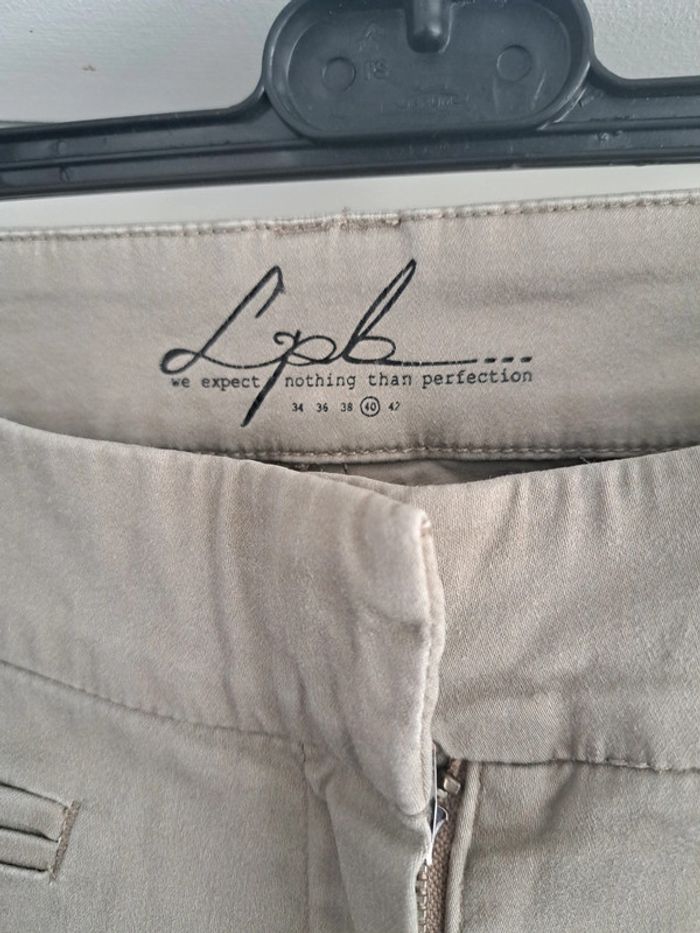 Lpb...
we expect nothing than perfection
34 36 38 40 42